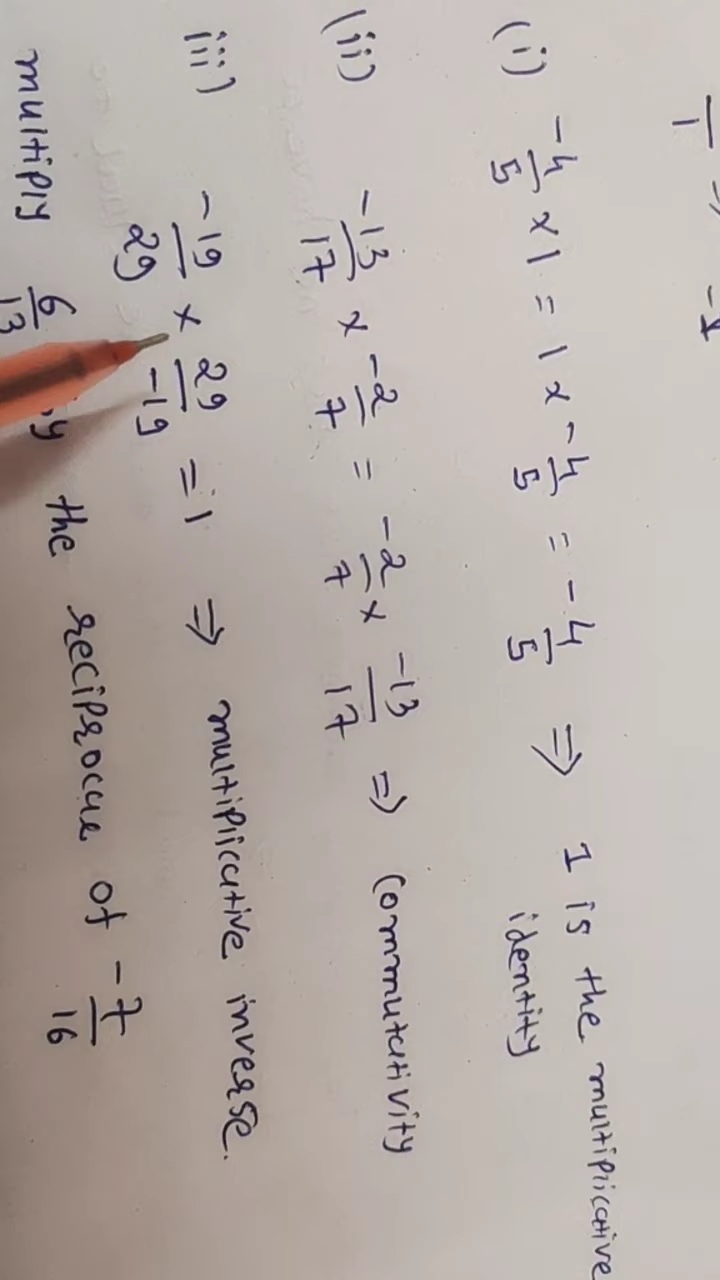 1 ⇒ -1
(i) -4/5 × 1 = 1 × -4/5 = -4/5 ⇒ 1 is the multiplicative
identity
(ii) -13/17 × -2/7 = -2/7 × -13/17 ⇒ Commutativity
iii) -19/29 × 29/-19 = 1 ⇒ multiplicative inverse.
multiply 6/13 by the reciprocal of -7/16